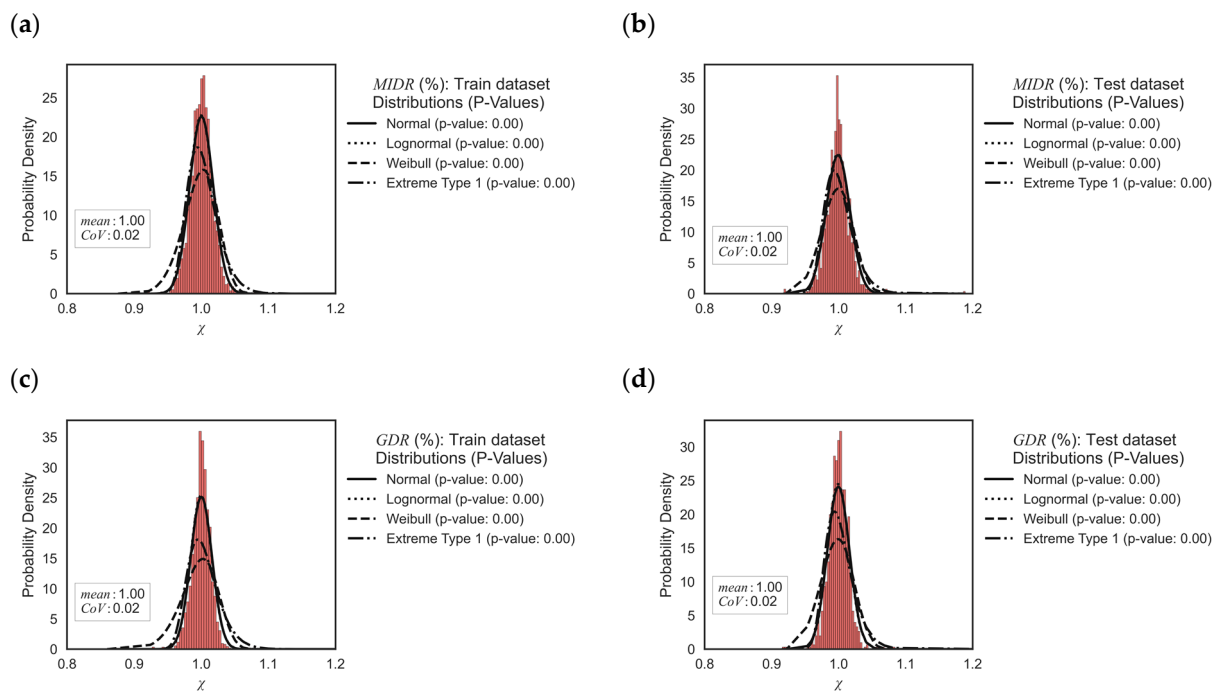 (a)
MIDR (%): Train dataset
Distributions (P-Values)
Normal (p-value: 0.00)
Lognormal (p-value: 0.00)
Weibull (p-value: 0.00)
Extreme Type 1 (p-value: 0.00)
Probability Density
25
20
15
10
5
0
mean: 1.00
CoV: 0.02
0.8 0.9 1.0 1.1 1.2
χ
(b)
MIDR (%): Test dataset
Distributions (P-Values)
Normal (p-value: 0.00)
Lognormal (p-value: 0.00)
Weibull (p-value: 0.00)
Extreme Type 1 (p-value: 0.00)
Probability Density
35
30
25
20
15
10
5
0
mean: 1.00
CoV: 0.02
0.8 0.9 1.0 1.1 1.2
χ
(c)
GDR (%): Train dataset
Distributions (P-Values)
Normal (p-value: 0.00)
Lognormal (p-value: 0.00)
Weibull (p-value: 0.00)
Extreme Type 1 (p-value: 0.00)
Probability Density
35
30
25
20
15
10
5
0
mean: 1.00
CoV: 0.02
0.8 0.9 1.0 1.1 1.2
χ
(d)
GDR (%): Test dataset
Distributions (P-Values)
Normal (p-value: 0.00)
Lognormal (p-value: 0.00)
Weibull (p-value: 0.00)
Extreme Type 1 (p-value: 0.00)
Probability Density
30
25
20
15
10
5
0
mean: 1.00
CoV: 0.02
0.8 0.9 1.0 1.1 1.2
χ